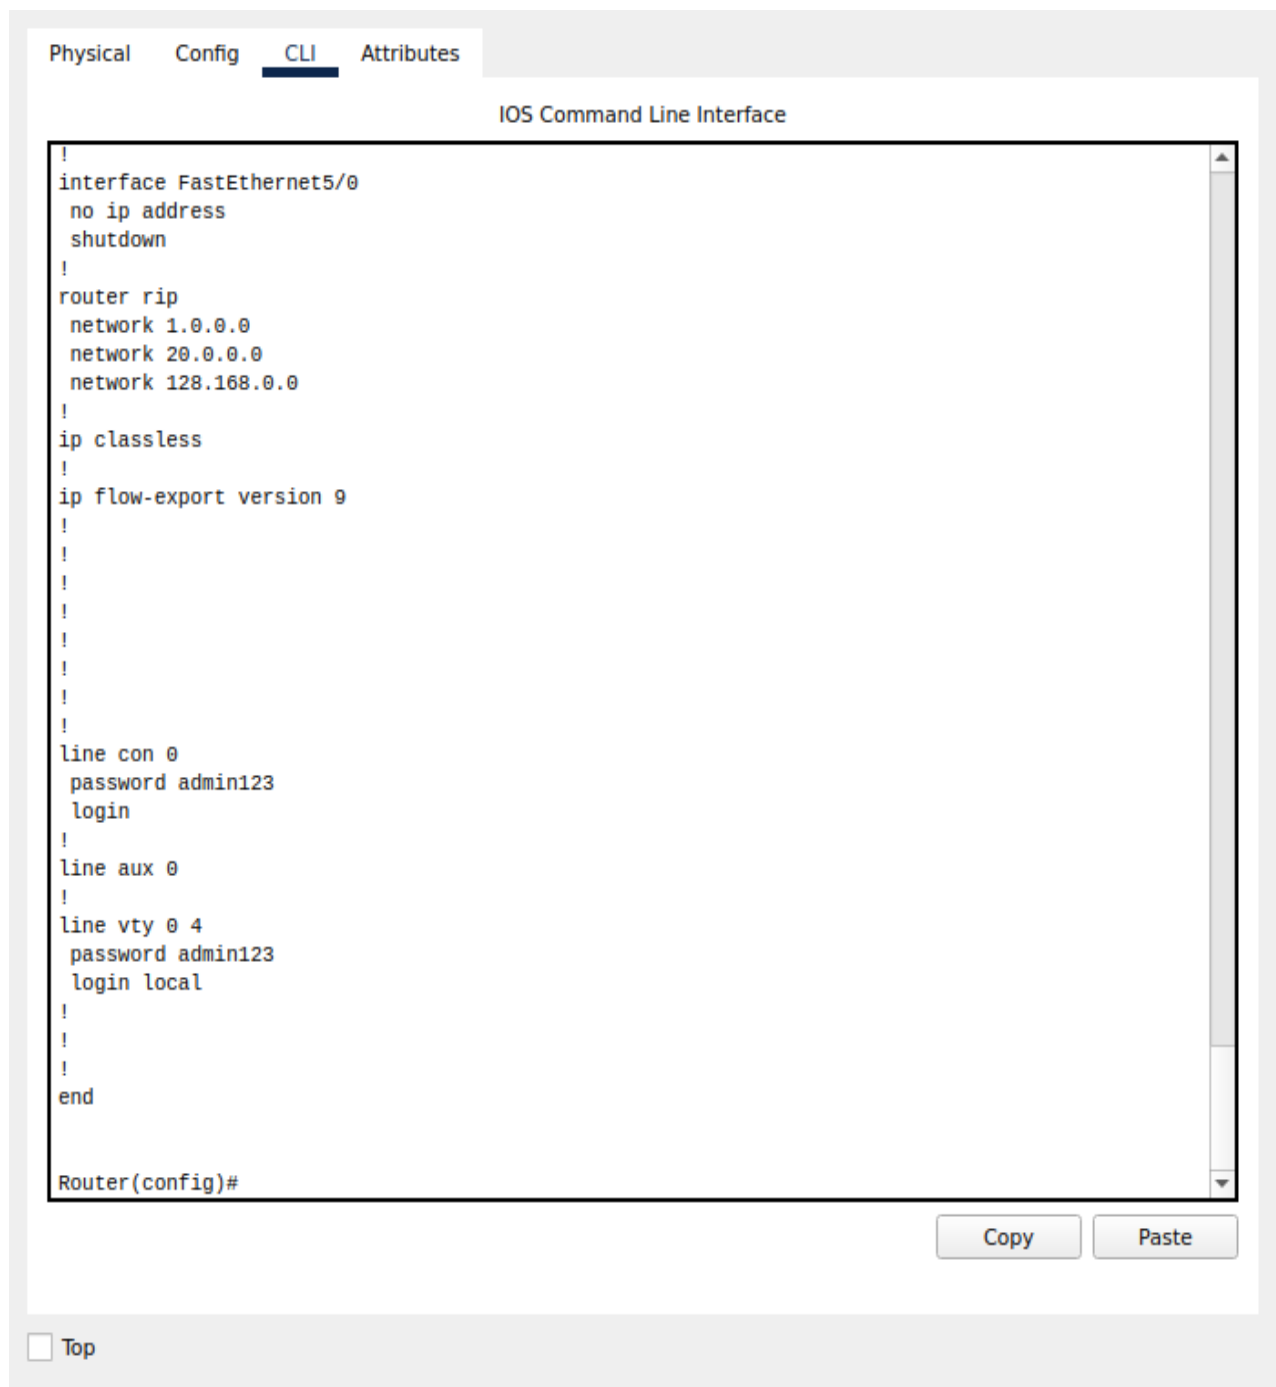 Physical Config CLI Attributes
IOS Command Line Interface
!
interface FastEthernet5/0
 no ip address
 shutdown
!
router rip
 network 1.0.0.0
 network 20.0.0.0
 network 128.168.0.0
!
ip classless
!
ip flow-export version 9
!
!
!
!
!
!
!
!
line con 0
 password admin123
 login
!
line aux 0
!
line vty 0 4
 password admin123
 login local
!
!
!
end
Router(config)#
Copy Paste
Top